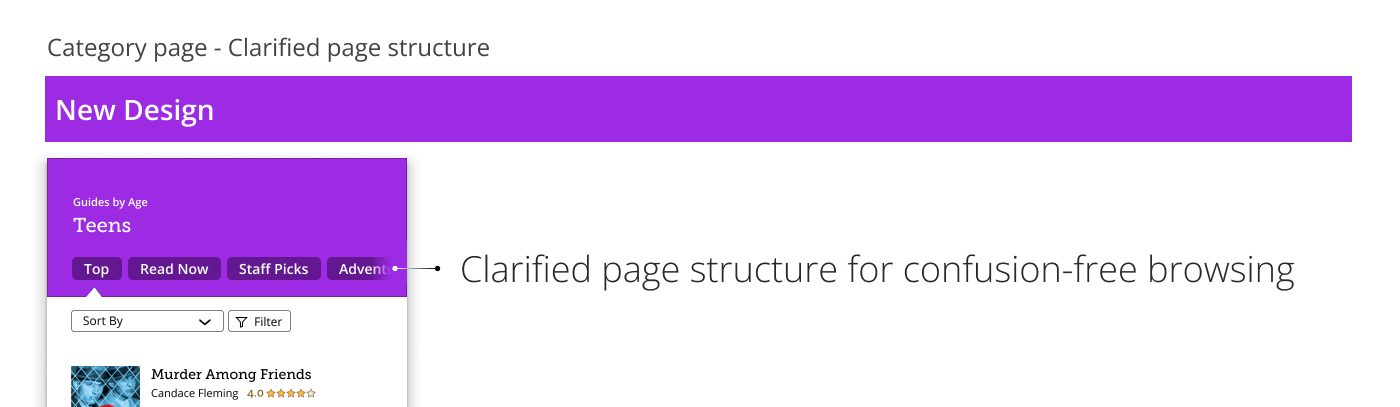 Category page - Clarified page structure
New Design
Guides by Age
Teens
Top Read Now Staff Picks Advent
Clarified page structure for confusion-free browsing
Sort By Filter
Murder Among Friends
Candace Fleming 4.0